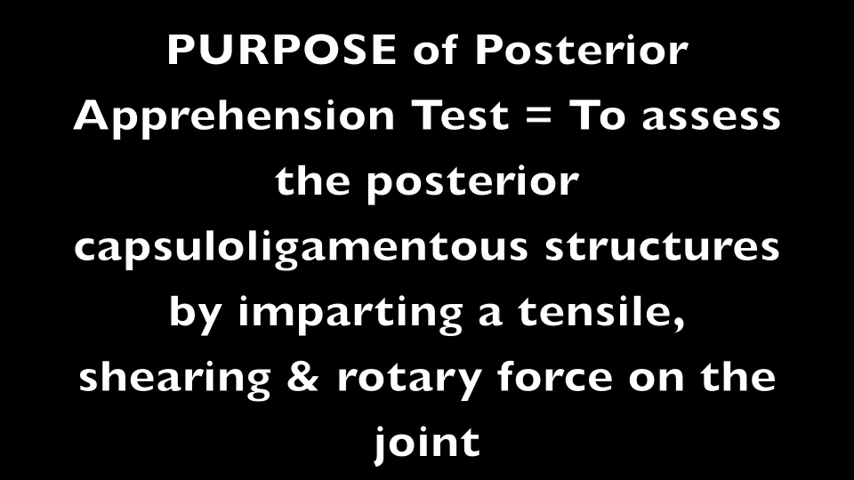 PURPOSE of Posterior
Apprehension Test = To assess
the posterior
capsuloligamentous structures
by imparting a tensile,
shearing & rotary force on the
joint